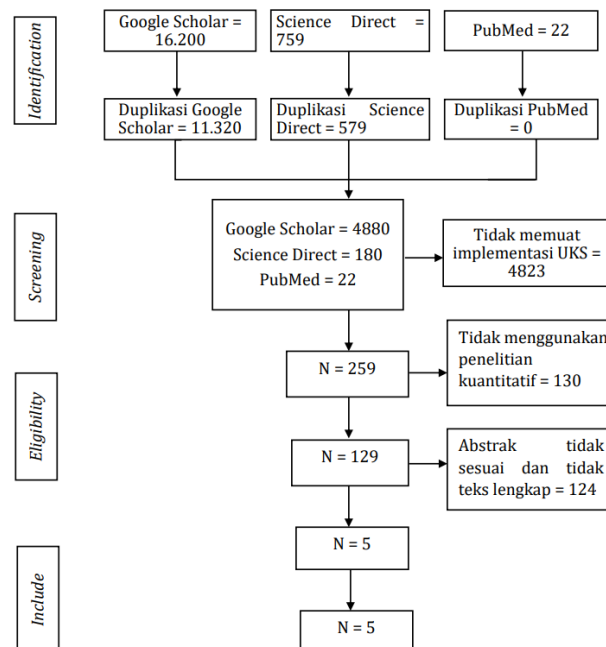 Identification
Google Scholar =
16.200
Science Direct =
759
PubMed = 22
Duplikasi Google
Scholar = 11.320
Duplikasi Science
Direct = 579
Duplikasi PubMed
= 0
Screening
Google Scholar = 4880
Science Direct = 180
PubMed = 22
Tidak memuat
implementasi UKS =
4823
Eligibility
N = 259
Tidak menggunakan
penelitian
kuantitatif = 130
N = 129
Abstrak tidak
sesuai dan tidak
teks lengkap = 124
N = 5
Include
N = 5